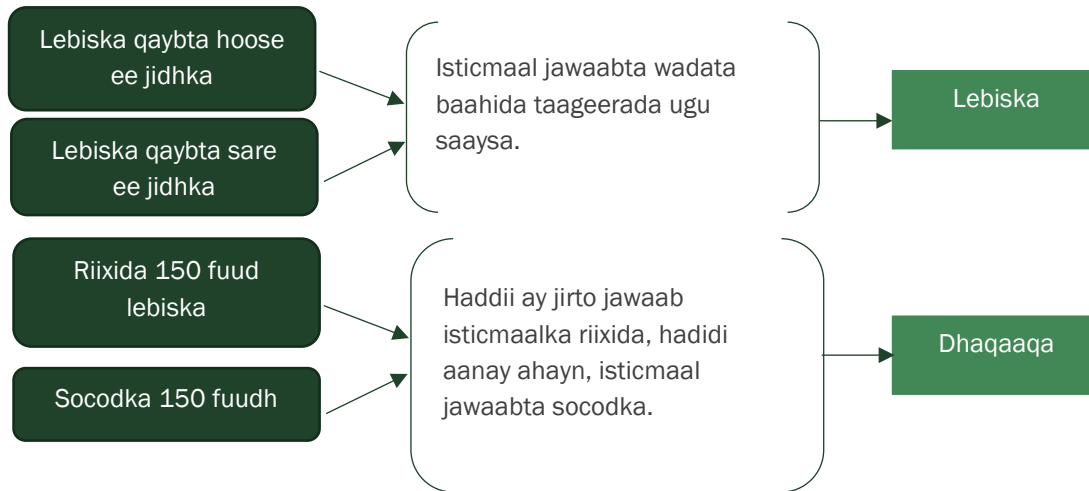 Lebiska qaybta hoose
ee jidhka
Lebiska qaybta sare
ee jidhka
Isticmaal jawaabta wadata
baahida taageerada ugu
saaysa.
Lebiska
Riixida 150 fuud
lebiska
Socodka 150 fuudh
Haddii ay jirto jawaab
isticmaalka riixida, hadidi
aanay ahayn, isticmaal
jawaabta socodka.
Dhaqaaqa